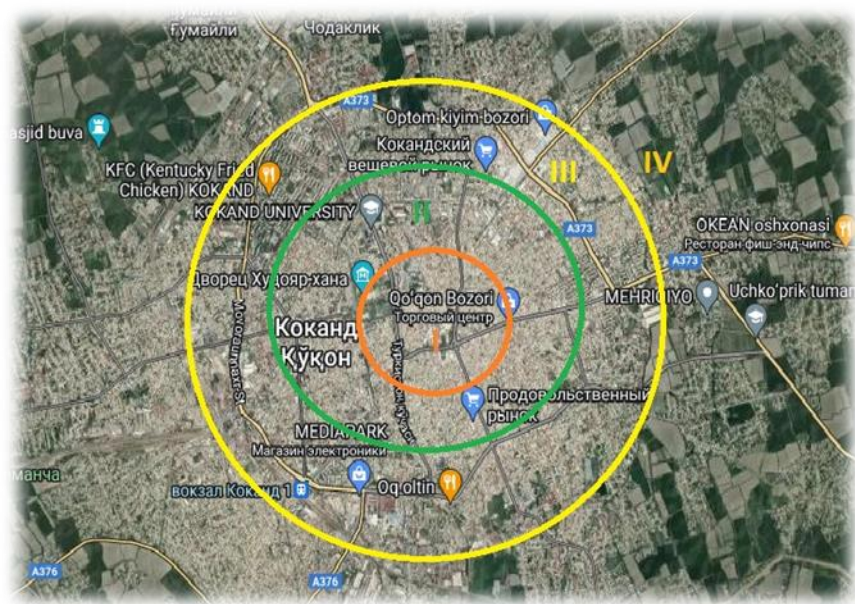 Ғумайли
Чодаклик
A373
Optom kiyim-bozori
asjid buva
Кокандский
вещевой рынок
III
IV
KFC (Kentucky Fried
Chicken) KOKAND
KOKAND UNIVERSITY
II
A373
OKEAN oshxonasi
Ресторан фиш-энд-чипс
A373
Дворец Худояр-хана
Qo'qon Bozori
Торговый центр
MEHRIGIYO
Uchko'prik tuman
Коканд
Қўқон
I
Продовольственный
рынок
MEDIAPARK
Магазин электроники
манча
вокзал Коканд 1
Oq oltin
A376
A376